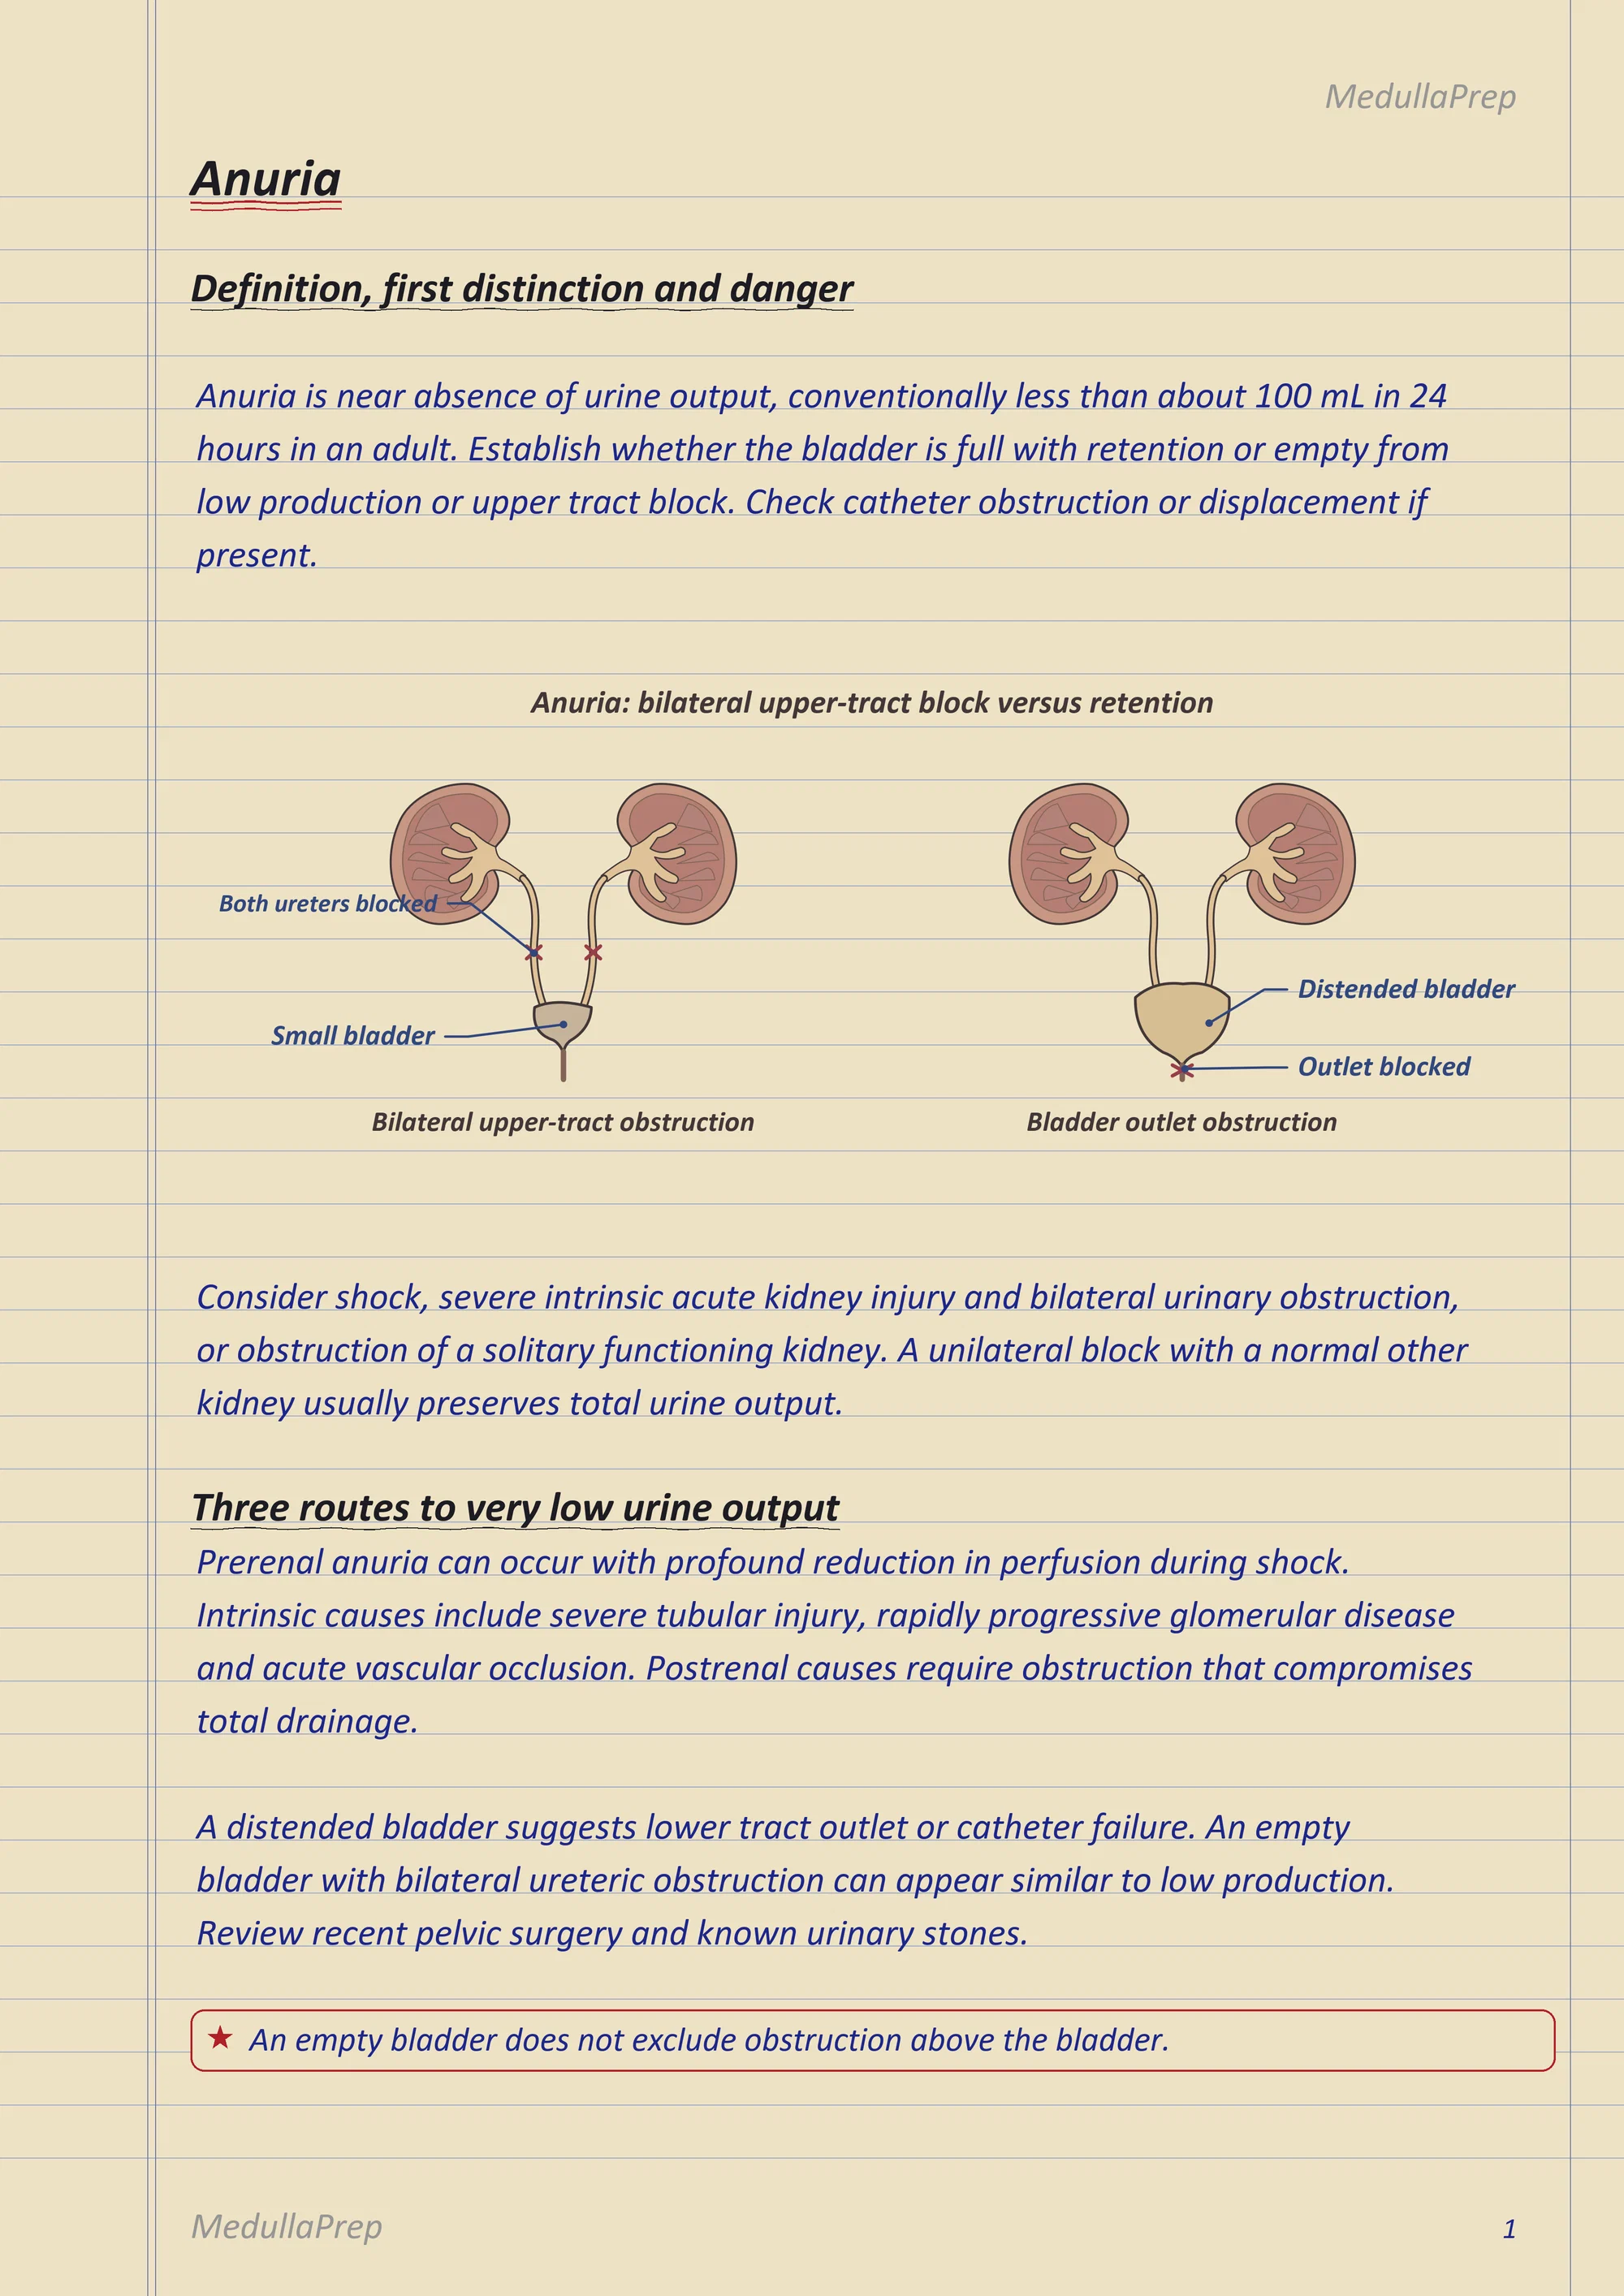 MedullaPrep
Anuria
Definition, first distinction and danger
Anuria is near absence of urine output, conventionally less than about 100 mL in 24
hours in an adult. Establish whether the bladder is full with retention or empty from
low production or upper tract block. Check catheter obstruction or displacement if
present.
Anuria: bilateral upper-tract block versus retention
Both ureters blocked
Small bladder
Bilateral upper-tract obstruction
Distended bladder
Outlet blocked
Bladder outlet obstruction
Consider shock, severe intrinsic acute kidney injury and bilateral urinary obstruction,
or obstruction of a solitary functioning kidney. A unilateral block with a normal other
kidney usually preserves total urine output.
Three routes to very low urine output
Prerenal anuria can occur with profound reduction in perfusion during shock.
Intrinsic causes include severe tubular injury, rapidly progressive glomerular disease
and acute vascular occlusion. Postrenal causes require obstruction that compromises
total drainage.
A distended bladder suggests lower tract outlet or catheter failure. An empty
bladder with bilateral ureteric obstruction can appear similar to low production.
Review recent pelvic surgery and known urinary stones.
★ An empty bladder does not exclude obstruction above the bladder.
MedullaPrep
1